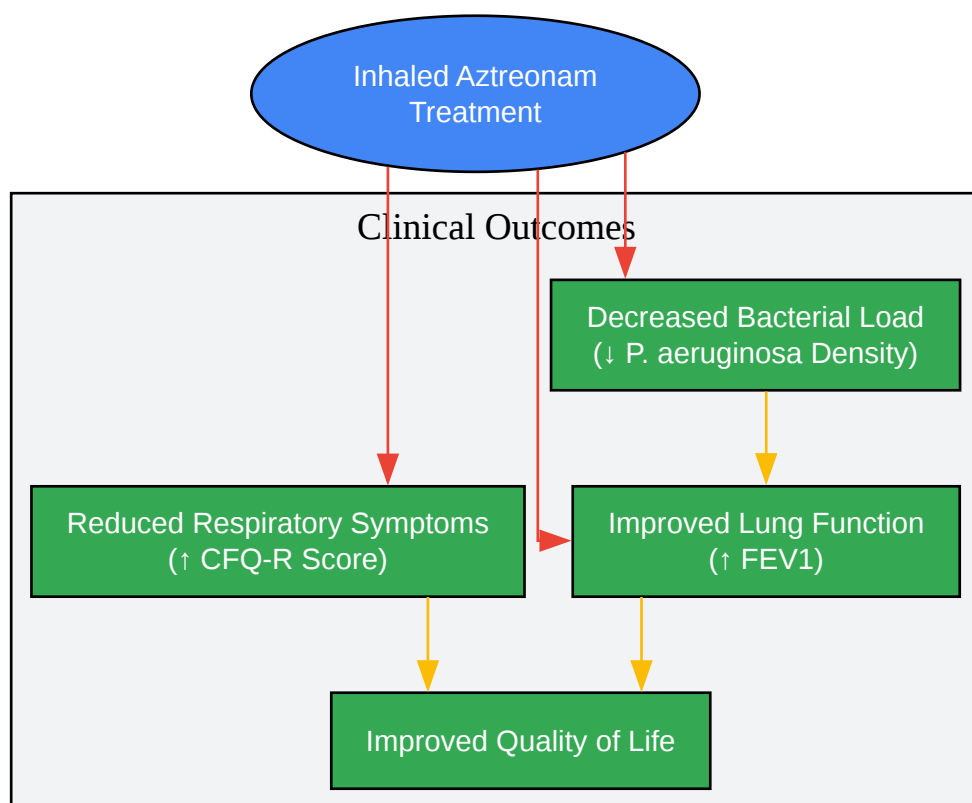 Inhaled Aztreonam
Treatment
Clinical Outcomes
Decreased Bacterial Load
(↓ P. aeruginosa Density)
Reduced Respiratory Symptoms
(↑ CFQ-R Score)
Improved Lung Function
(↑ FEV1)
Improved Quality of Life